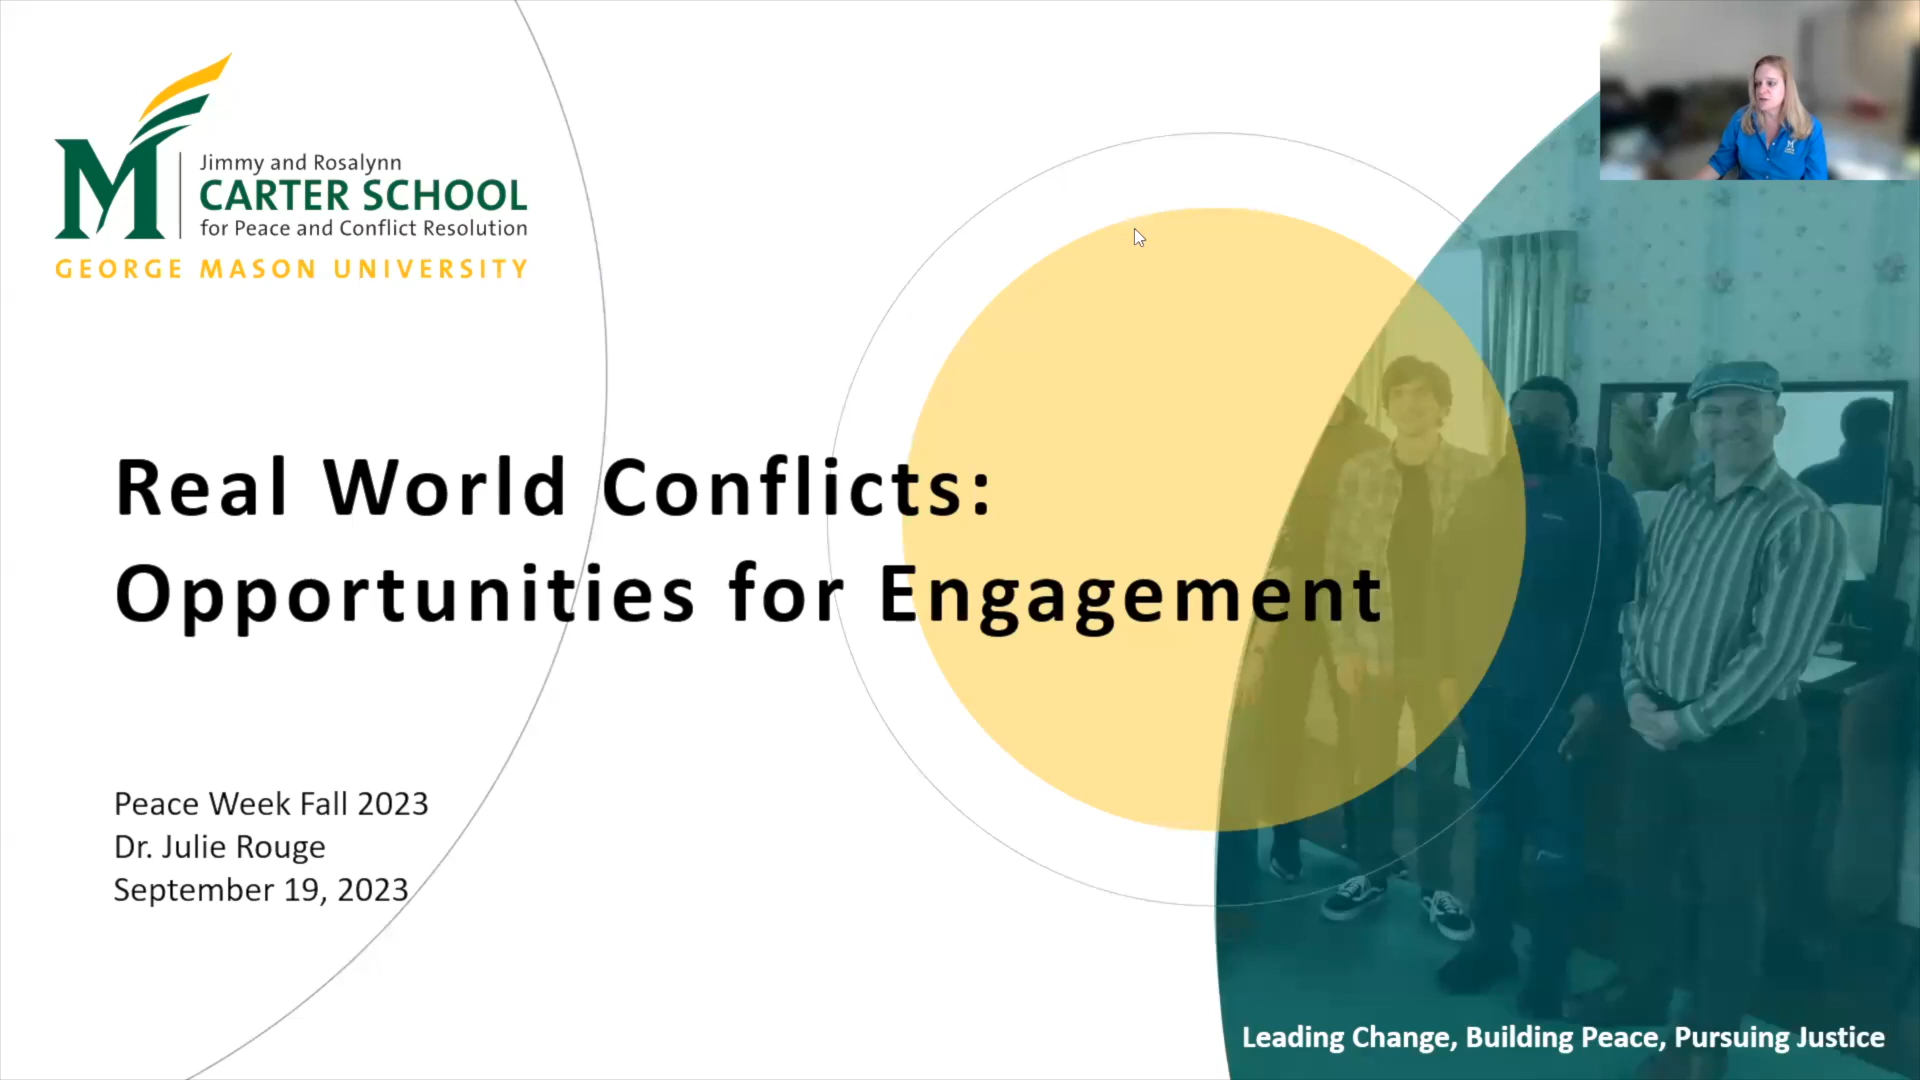 Jimmy and Rosalynn
CARTER SCHOOL
for Peace and Conflict Resolution
GEORGE MASON UNIVERSITY
Real World Conflicts:
Opportunities for Engagement
Peace Week Fall 2023
Dr. Julie Rouge
September 19, 2023
Leading Change, Building Peace, Pursuing Justice